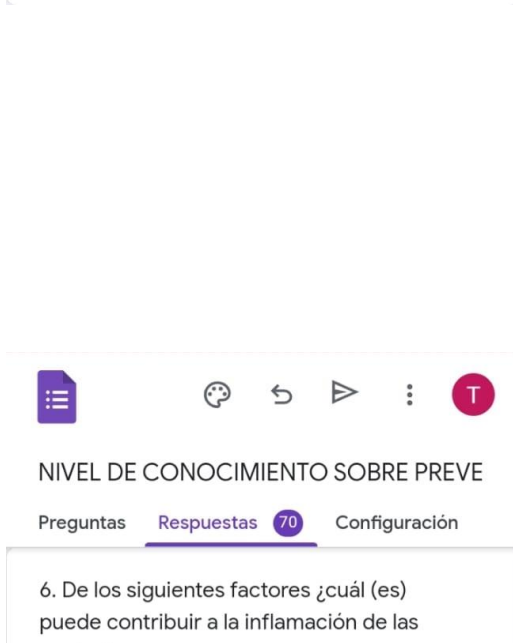 T
NIVEL DE CONOCIMIENTO SOBRE PREVE
Preguntas Respuestas 70 Configuración
6. De los siguientes factores ¿cuál (es)
puede contribuir a la inflamación de las